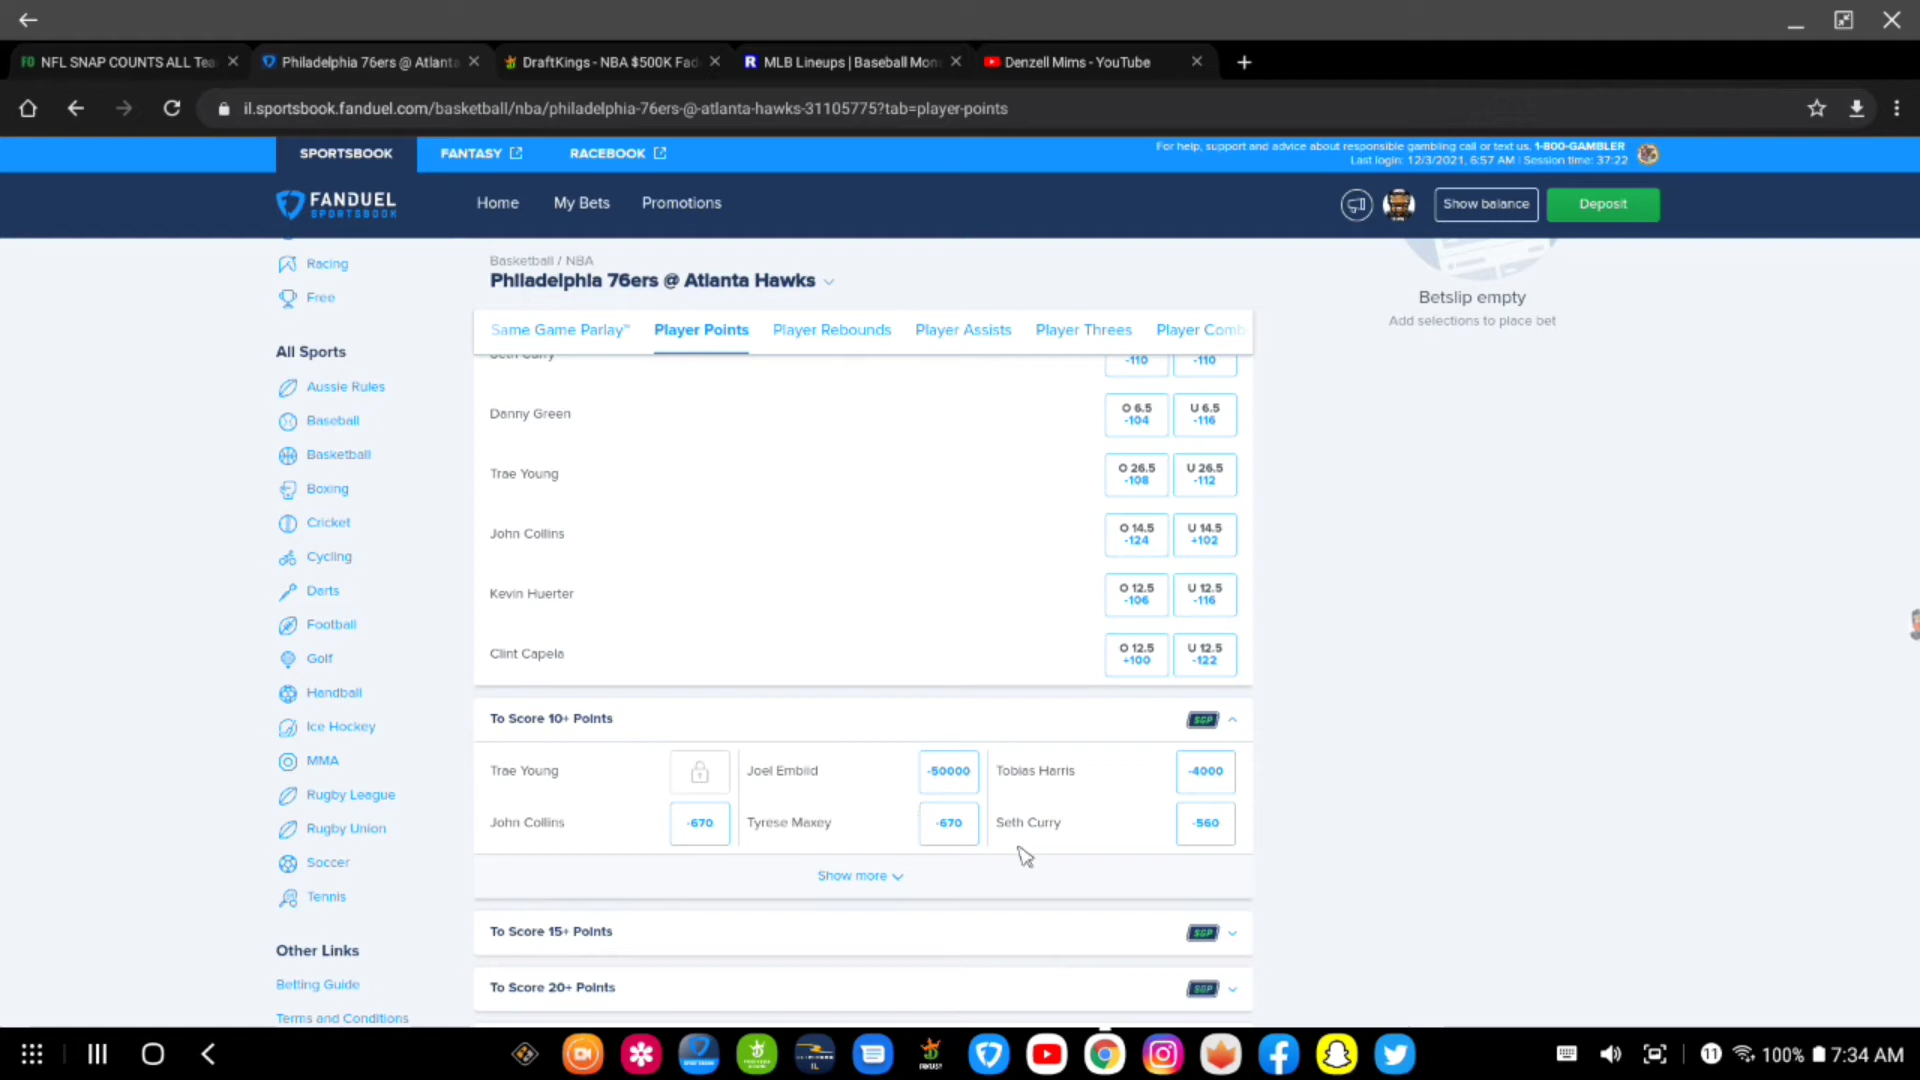 NFL SNAP COUNTS ALL Tea
Philadelphia 76ers @ Atlanta
DraftKings - NBA $500K Fad
R MLB Lineups | Baseball Mon
Denzell Mims - YouTube
il.sportsbook.fanduel.com/basketball/nba/philadelphia-76ers-@-atlanta-hawks-31105775?tab=player-points
SPORTSBOOK FANTASY RACEBOOK
For help, support and advice about responsible gambling call or text us. 1-800-GAMBLER
Last login: 12/3/2021, 6:57 AM | Session time: 37:22
FANDUEL
SPORTSBOOK
Home My Bets Promotions
Show balance Deposit
Racing
Free
All Sports
Aussie Rules
Baseball
Basketball
Boxing
Cricket
Cycling
Darts
Football
Golf
Handball
Ice Hockey
MMA
Rugby League
Rugby Union
Soccer
Tennis
Other Links
Betting Guide
Terms and Conditions
Basketball / NBA
Philadelphia 76ers @ Atlanta Hawks
Same Game Parlay™ Player Points Player Rebounds Player Assists Player Threes Player Comb
Seth Curry -110 -110
Danny Green O 6.5 -104 U 6.5 -116
Trae Young O 26.5 -108 U 26.5 -112
John Collins O 14.5 -124 U 14.5 +102
Kevin Huerter O 12.5 -106 U 12.5 -116
Clint Capela O 12.5 +100 U 12.5 -122
To Score 10+ Points SGP
Trae Young Joel Embiid -50000 Tobias Harris -4000
John Collins -670 Tyrese Maxey -670 Seth Curry -560
Show more
To Score 15+ Points SGP
To Score 20+ Points SGP
Betslip empty
Add selections to place bet
11 100% 7:34 AM